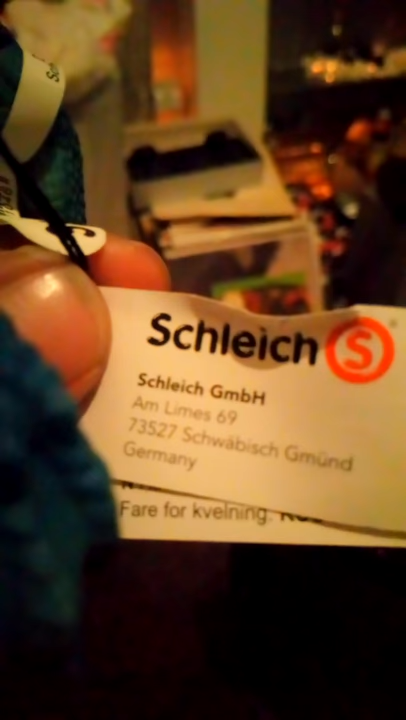 Schleich S
Schleich GmbH
Am Limes 69
73527 Schwäbisch Gmünd
Germany
Fare for kvelning.